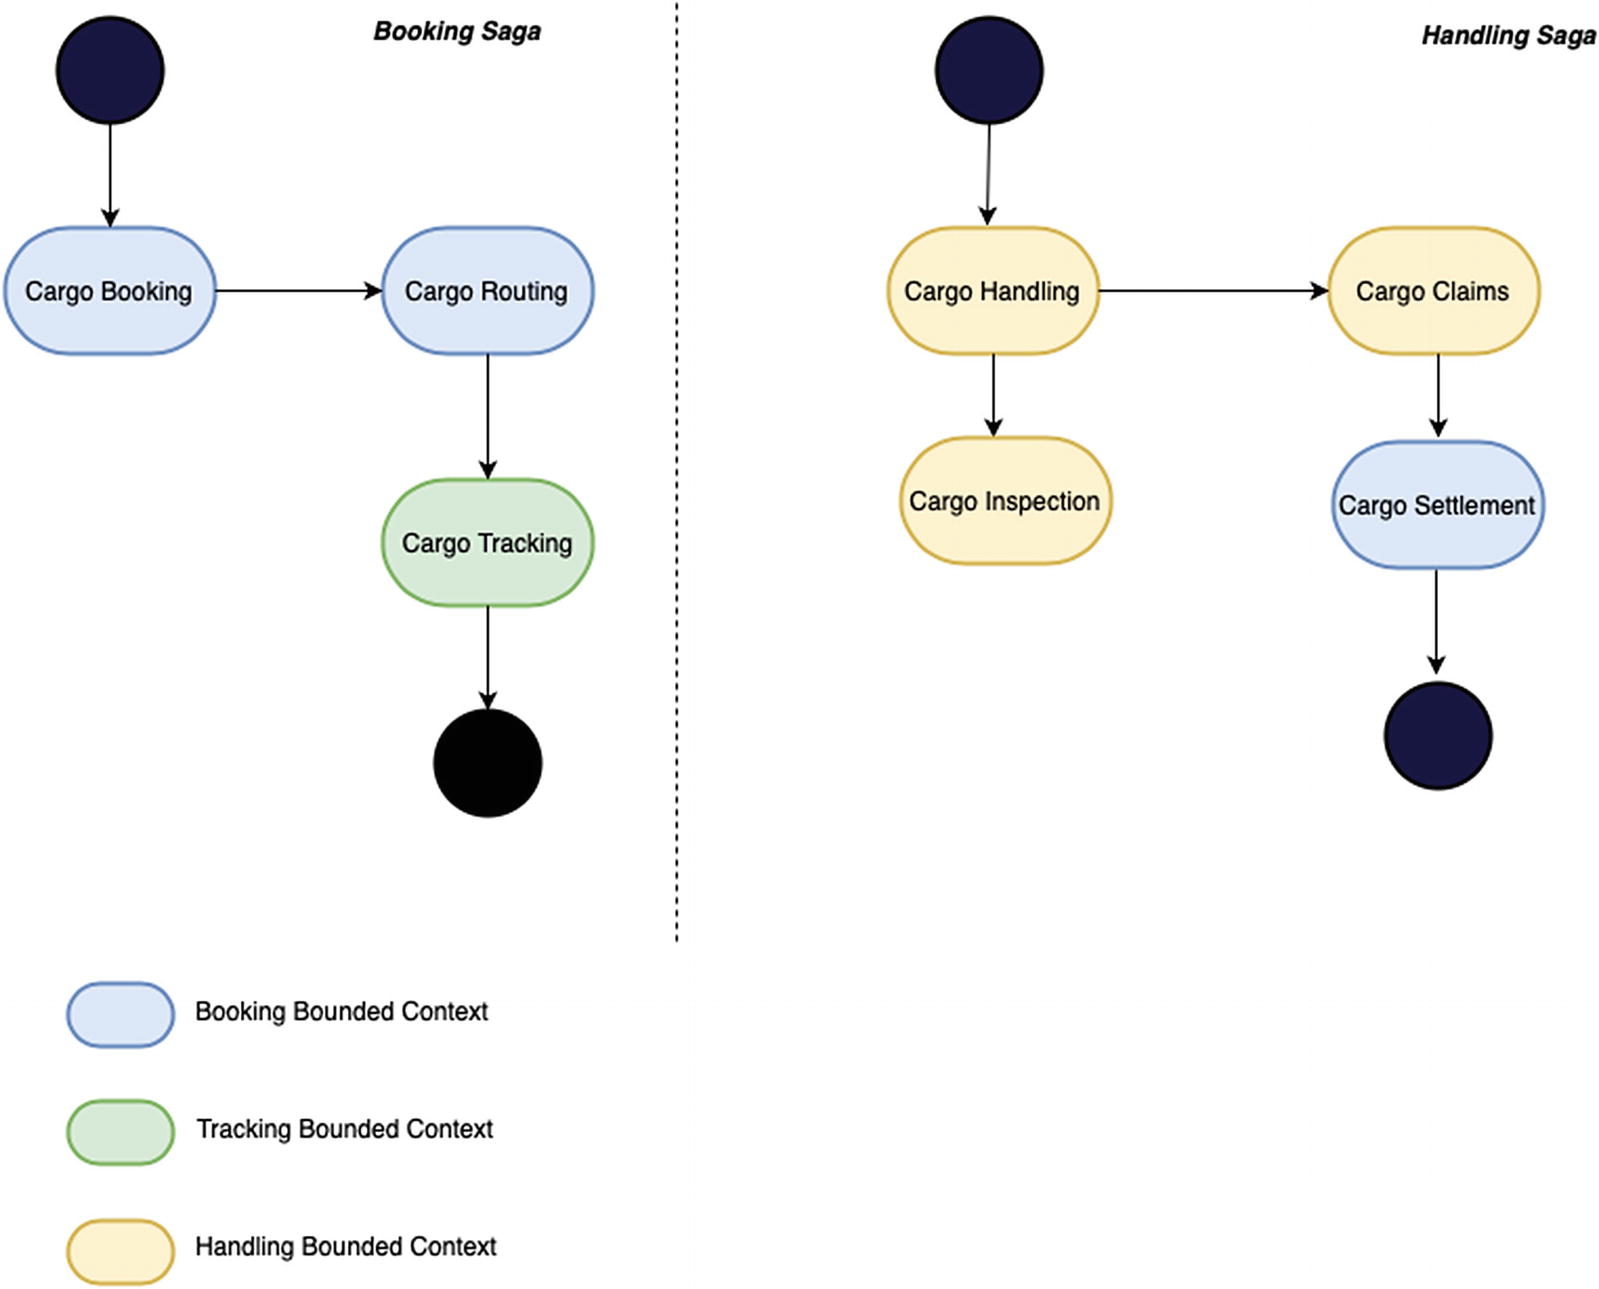 Booking Saga
Handling Saga
Cargo Booking
Cargo Routing
Cargo Handling
Cargo Claims
Cargo Tracking
Cargo Inspection
Cargo Settlement
Booking Bounded Context
Tracking Bounded Context
Handling Bounded Context